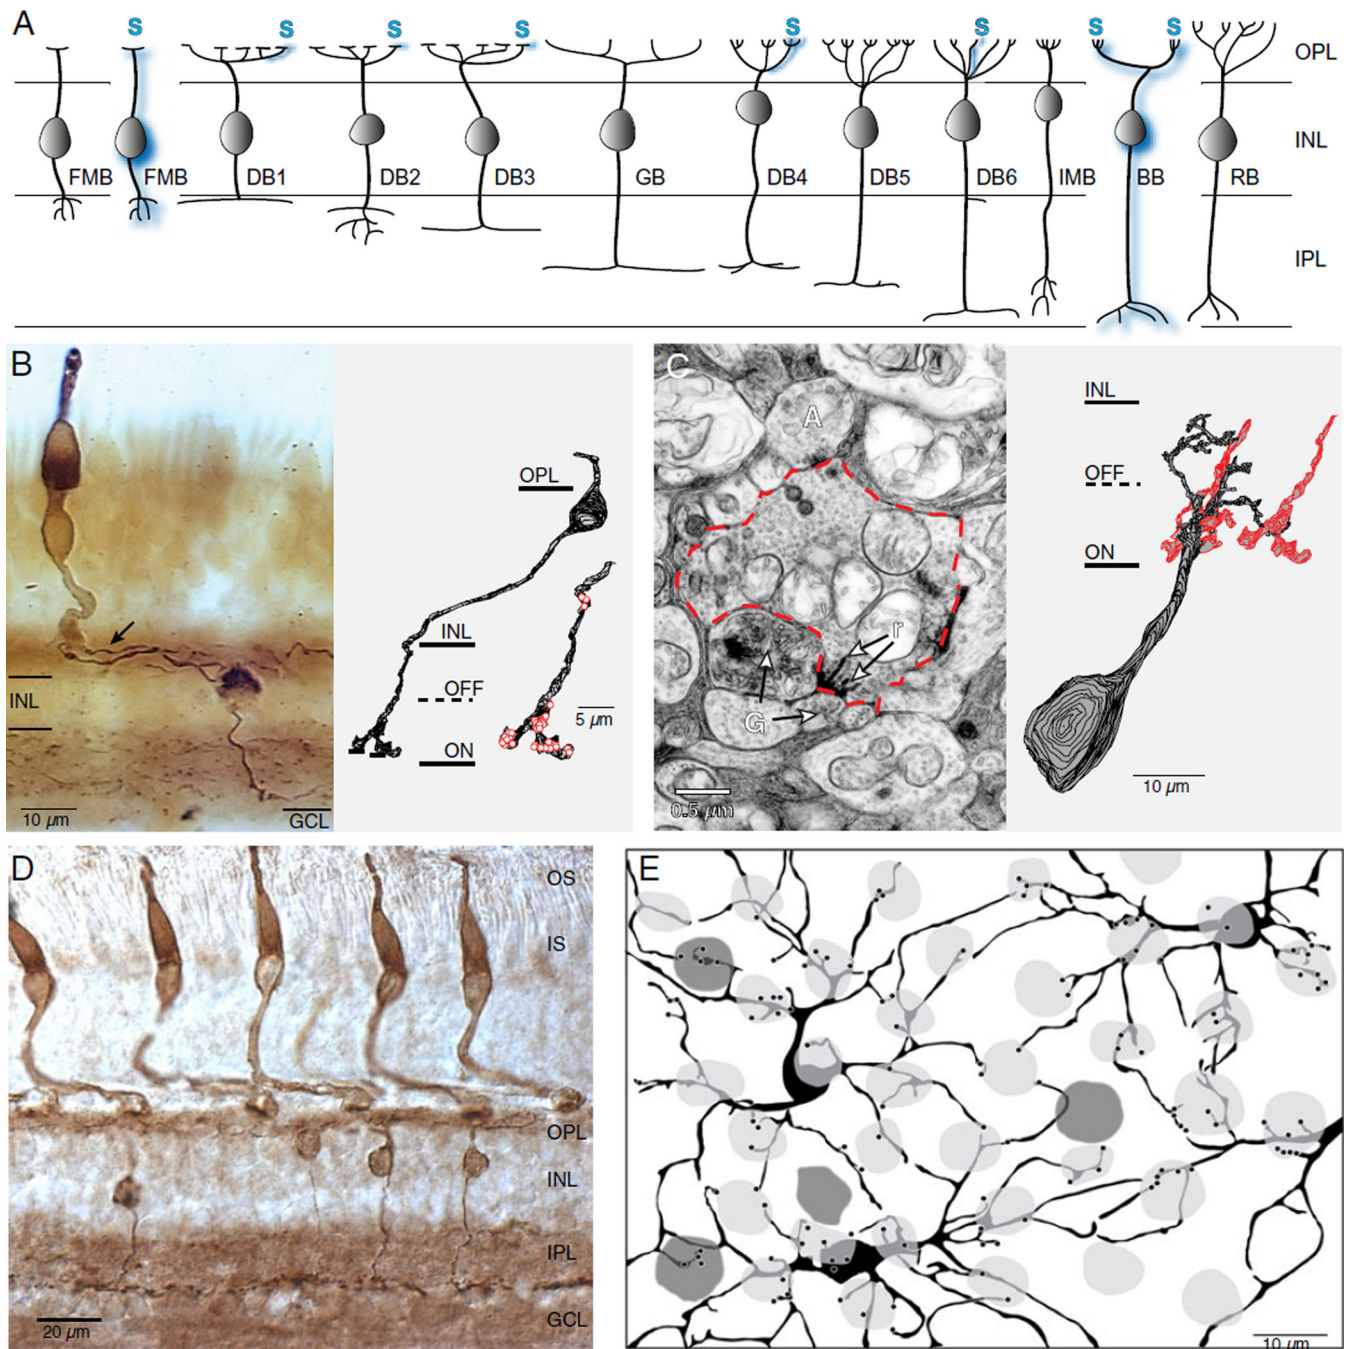 A
S S S S S S S S
OPL
INL
FMB FMB DB1 DB2 DB3 GB DB4 DB5 DB6 IMB BB RB
IPL
B
OPL
INL
OFF
ON
5 µm
INL
10 µm
GCL
C
A
r
G
0.5 µm
INL
OFF
ON
10 µm
D
OS
IS
OPL
INL
IPL
GCL
20 µm
E
10 µm